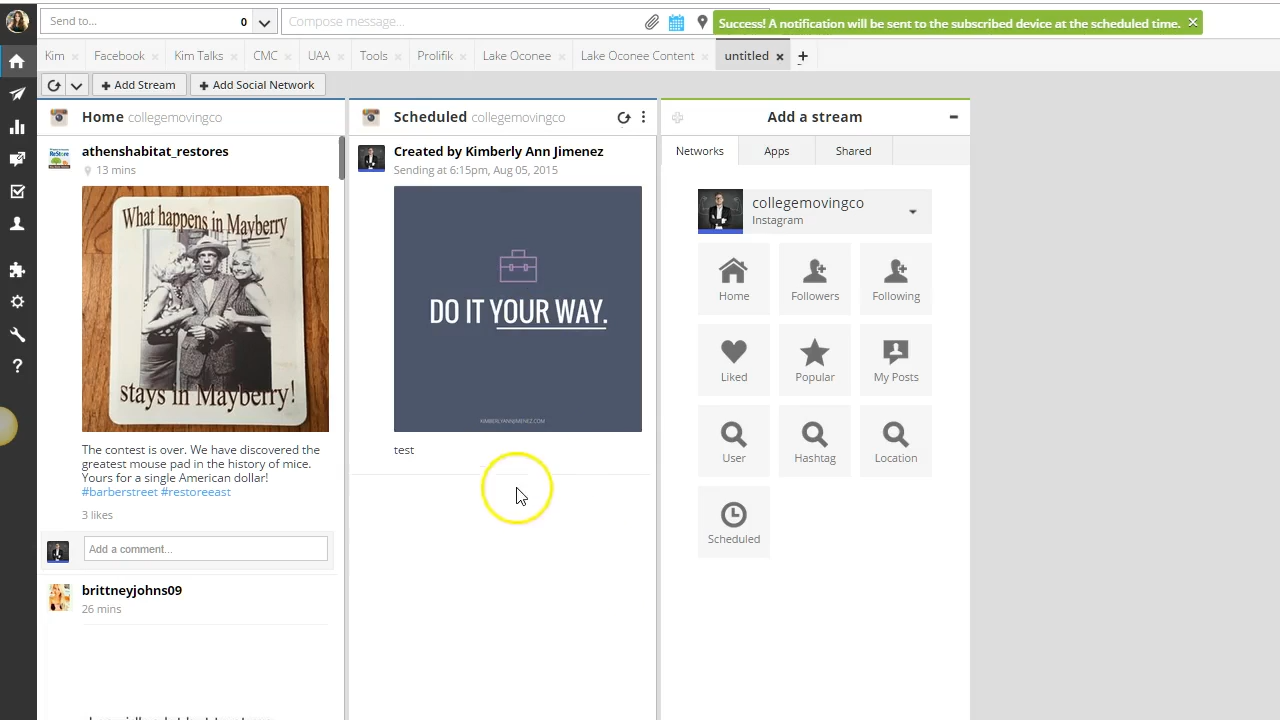 Send to...
0
Compose message...
Success! A notification will be sent to the subscribed device at the scheduled time.
Kim
Facebook
Kim Talks
CMC
UAA
Tools
Prolifik
Lake Oconee
Lake Oconee Content
untitled
Add Stream
Add Social Network
Home collegemovingco
athenshabitat_restores
13 mins
What happens in Mayberry
stays in Mayberry!
The contest is over. We have discovered the
greatest mouse pad in the history of mice.
Yours for a single American dollar!
#barberstreet #restoreeast
3 likes
Add a comment...
brittneyjohns09
26 mins
Scheduled collegemovingco
Created by Kimberly Ann Jimenez
Sending at 6:15pm, Aug 05, 2015
DO IT YOUR WAY.
KIMBERLYANNJIMENEZ.COM
test
Add a stream
Networks
Apps
Shared
collegemovingco
Instagram
Home
Followers
Following
Liked
Popular
My Posts
User
Hashtag
Location
Scheduled